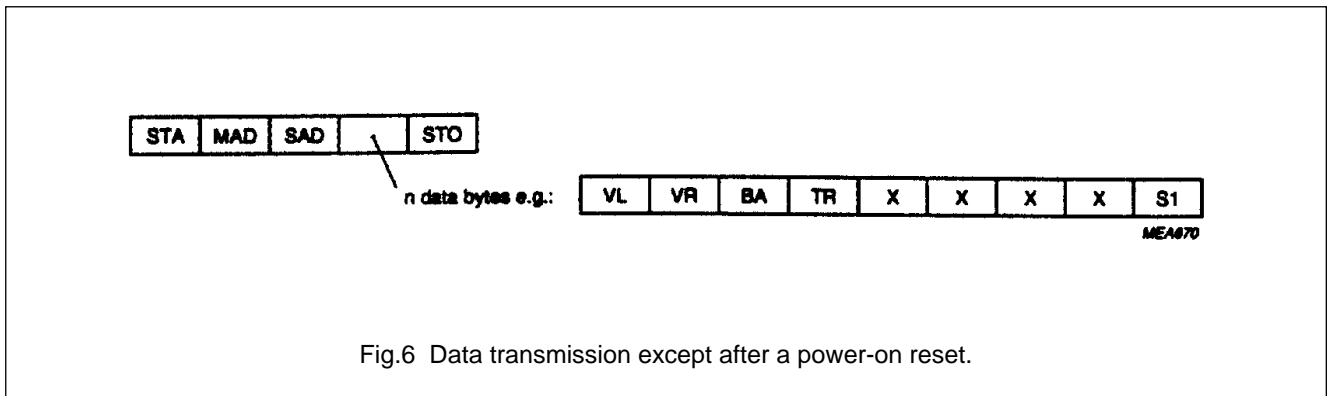 STA MAD SAD STO
n data bytes e.g.: VL VR BA TR X X X X S1
MEA670
Fig.6 Data transmission except after a power-on reset.